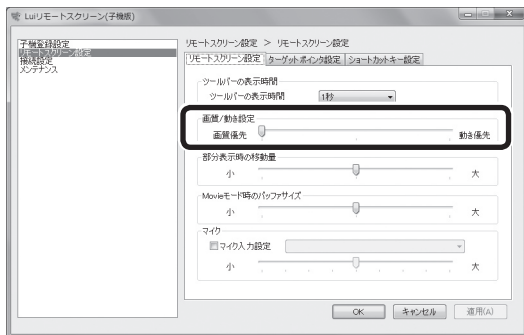 Luiリモートスクリーン(子機版)
子機登録設定
リモートスクリーン設定
接続設定
メンテナンス
リモートスクリーン設定 > リモートスクリーン設定
リモートスクリーン設定 ターゲットポインタ設定 ショートカットキー設定
ツールバーの表示時間
ツールバーの表示時間 1秒
画質/動き設定
画質優先 動き優先
部分表示時の移動量
小 大
Movieモード時のバッファサイズ
小 大
マイク
マイク入力設定
小 大
OK キャンセル 適用(A)